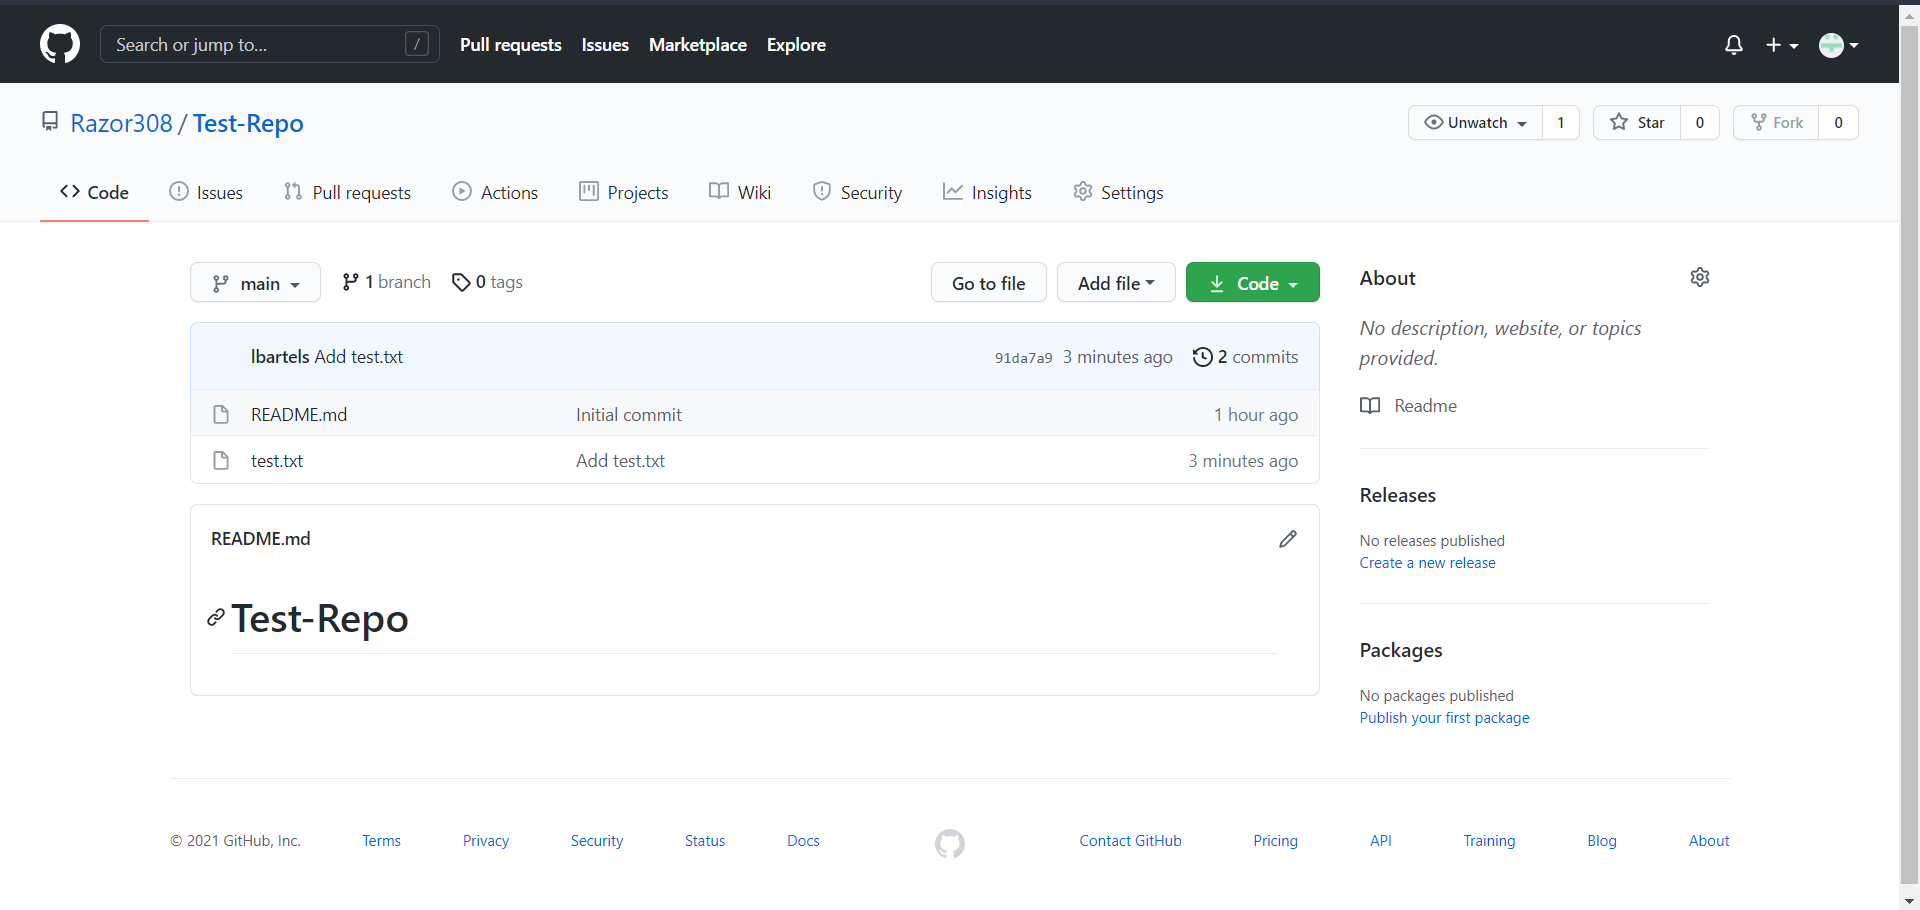 Search or jump to... /
Pull requests Issues Marketplace Explore
Razor308 / Test-Repo
Unwatch 1 Star 0 Fork 0
Code Issues Pull requests Actions Projects Wiki Security Insights Settings
main 1 branch 0 tags Go to file Add file Code
lbartels Add test.txt 91da7a9 3 minutes ago 2 commits
README.md Initial commit 1 hour ago
test.txt Add test.txt 3 minutes ago
README.md
Test-Repo
About
No description, website, or topics
provided.
Readme
Releases
No releases published
Create a new release
Packages
No packages published
Publish your first package
© 2021 GitHub, Inc. Terms Privacy Security Status Docs Contact GitHub Pricing API Training Blog About